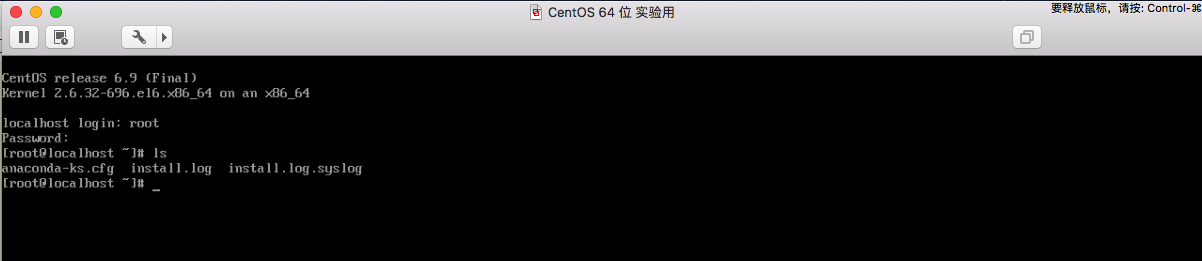 CentOS 64 位 实验用
要释放鼠标，请按: Control-⌘
CentOS release 6.9 (Final)
Kernel 2.6.32-696.el6.x86_64 on an x86_64
localhost login: root
Password:
[root@localhost ~]# ls
anaconda-ks.cfg  install.log  install.log.syslog
[root@localhost ~]# _